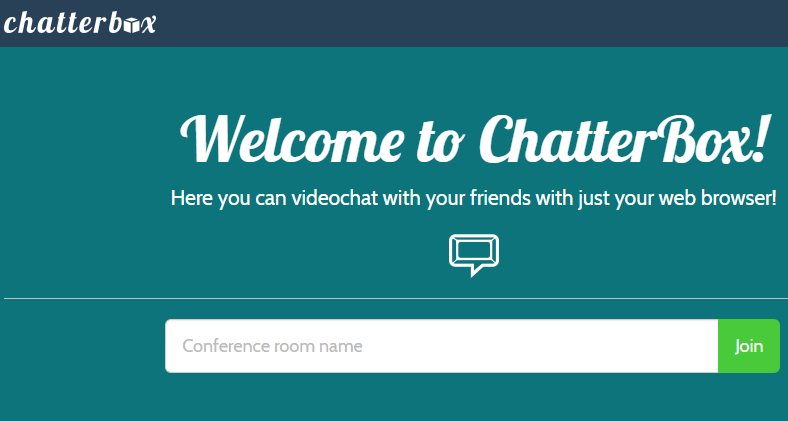 chatterbox
Welcome to ChatterBox!
Here you can videochat with your friends with just your web browser!
Conference room name
Join